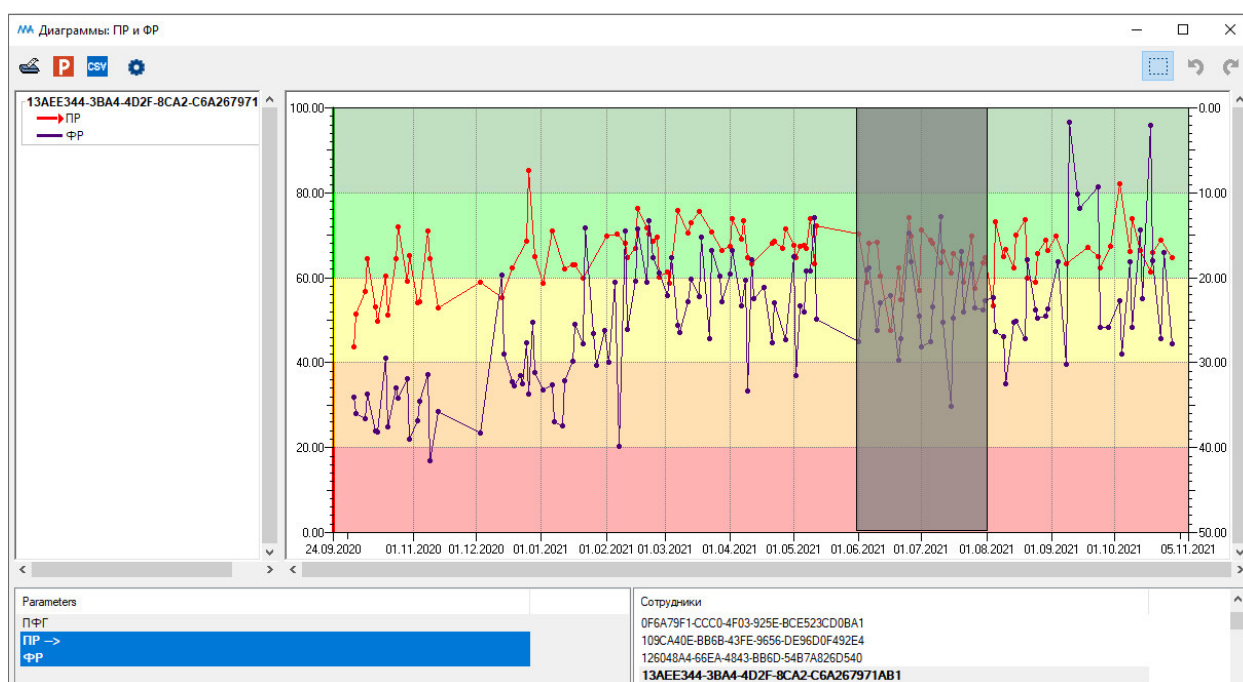 Диаграммы: ПР и ФР
P CSV
13AEE344-3BA4-4D2F-8CA2-C6A267971
ПР
ФР
100.00 0.00
80.00 10.00
60.00 20.00
40.00 30.00
20.00 40.00
0.00 50.00
24.09.2020 01.11.2020 01.12.2020 01.01.2021 01.02.2021 01.03.2021 01.04.2021 01.05.2021 01.06.2021 01.07.2021 01.08.2021 01.09.2021 01.10.2021 05.11.2021
Parameters
ПФГ
ПР -->
ФР
Сотрудники
0F6A79F1-CCC0-4F03-925E-BCE523CD0BA1
109CA40E-BB6B-43FE-9656-DE96D0F492E4
126048A4-66EA-4843-BB6D-54B7A826D540
13AEE344-3BA4-4D2F-8CA2-C6A267971AB1